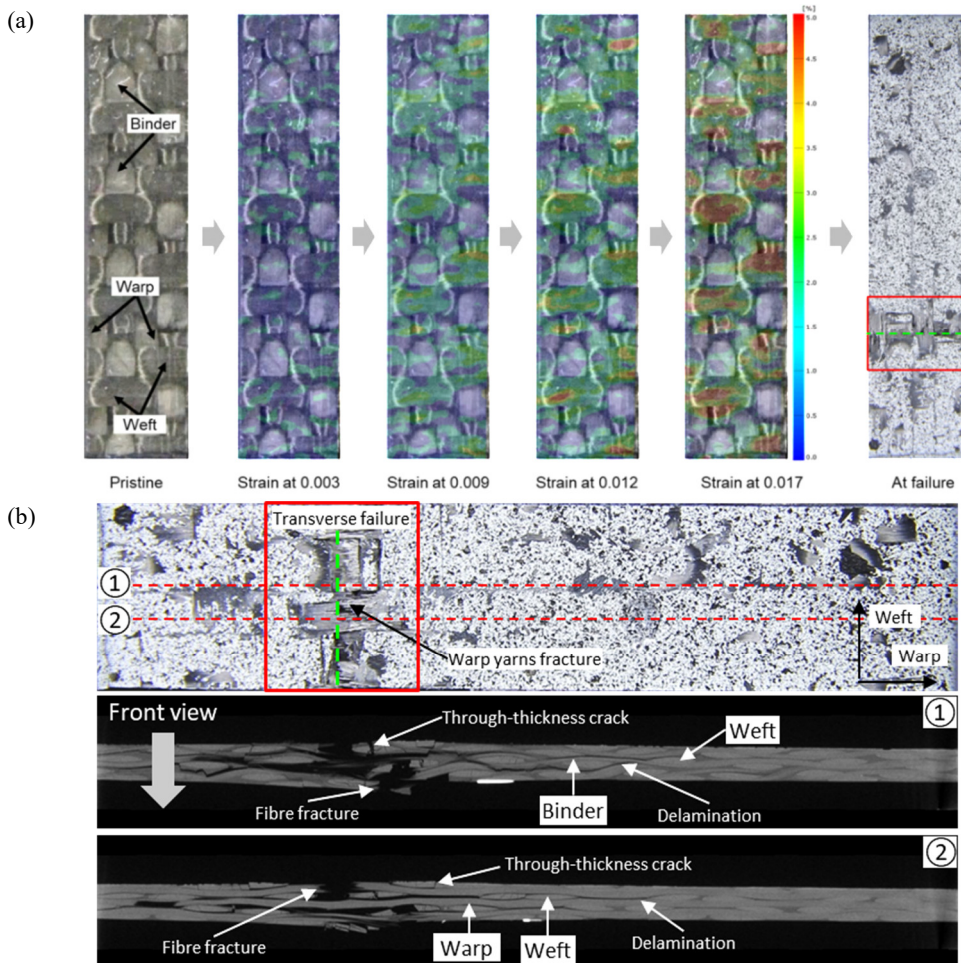 (a)
[%]
5.0
4.5
4.0
3.5
3.0
2.5
2.0
1.5
1.0
0.5
0.0
Binder
Warp
Weft
Pristine
Strain at 0.003
Strain at 0.009
Strain at 0.012
Strain at 0.017
At failure
(b)
Transverse failure
1
2
Weft
Warp yarns fracture
Warp
Front view
1
Through-thickness crack
Weft
Fibre fracture
Binder
Delamination
2
Through-thickness crack
Fibre fracture
Warp
Weft
Delamination